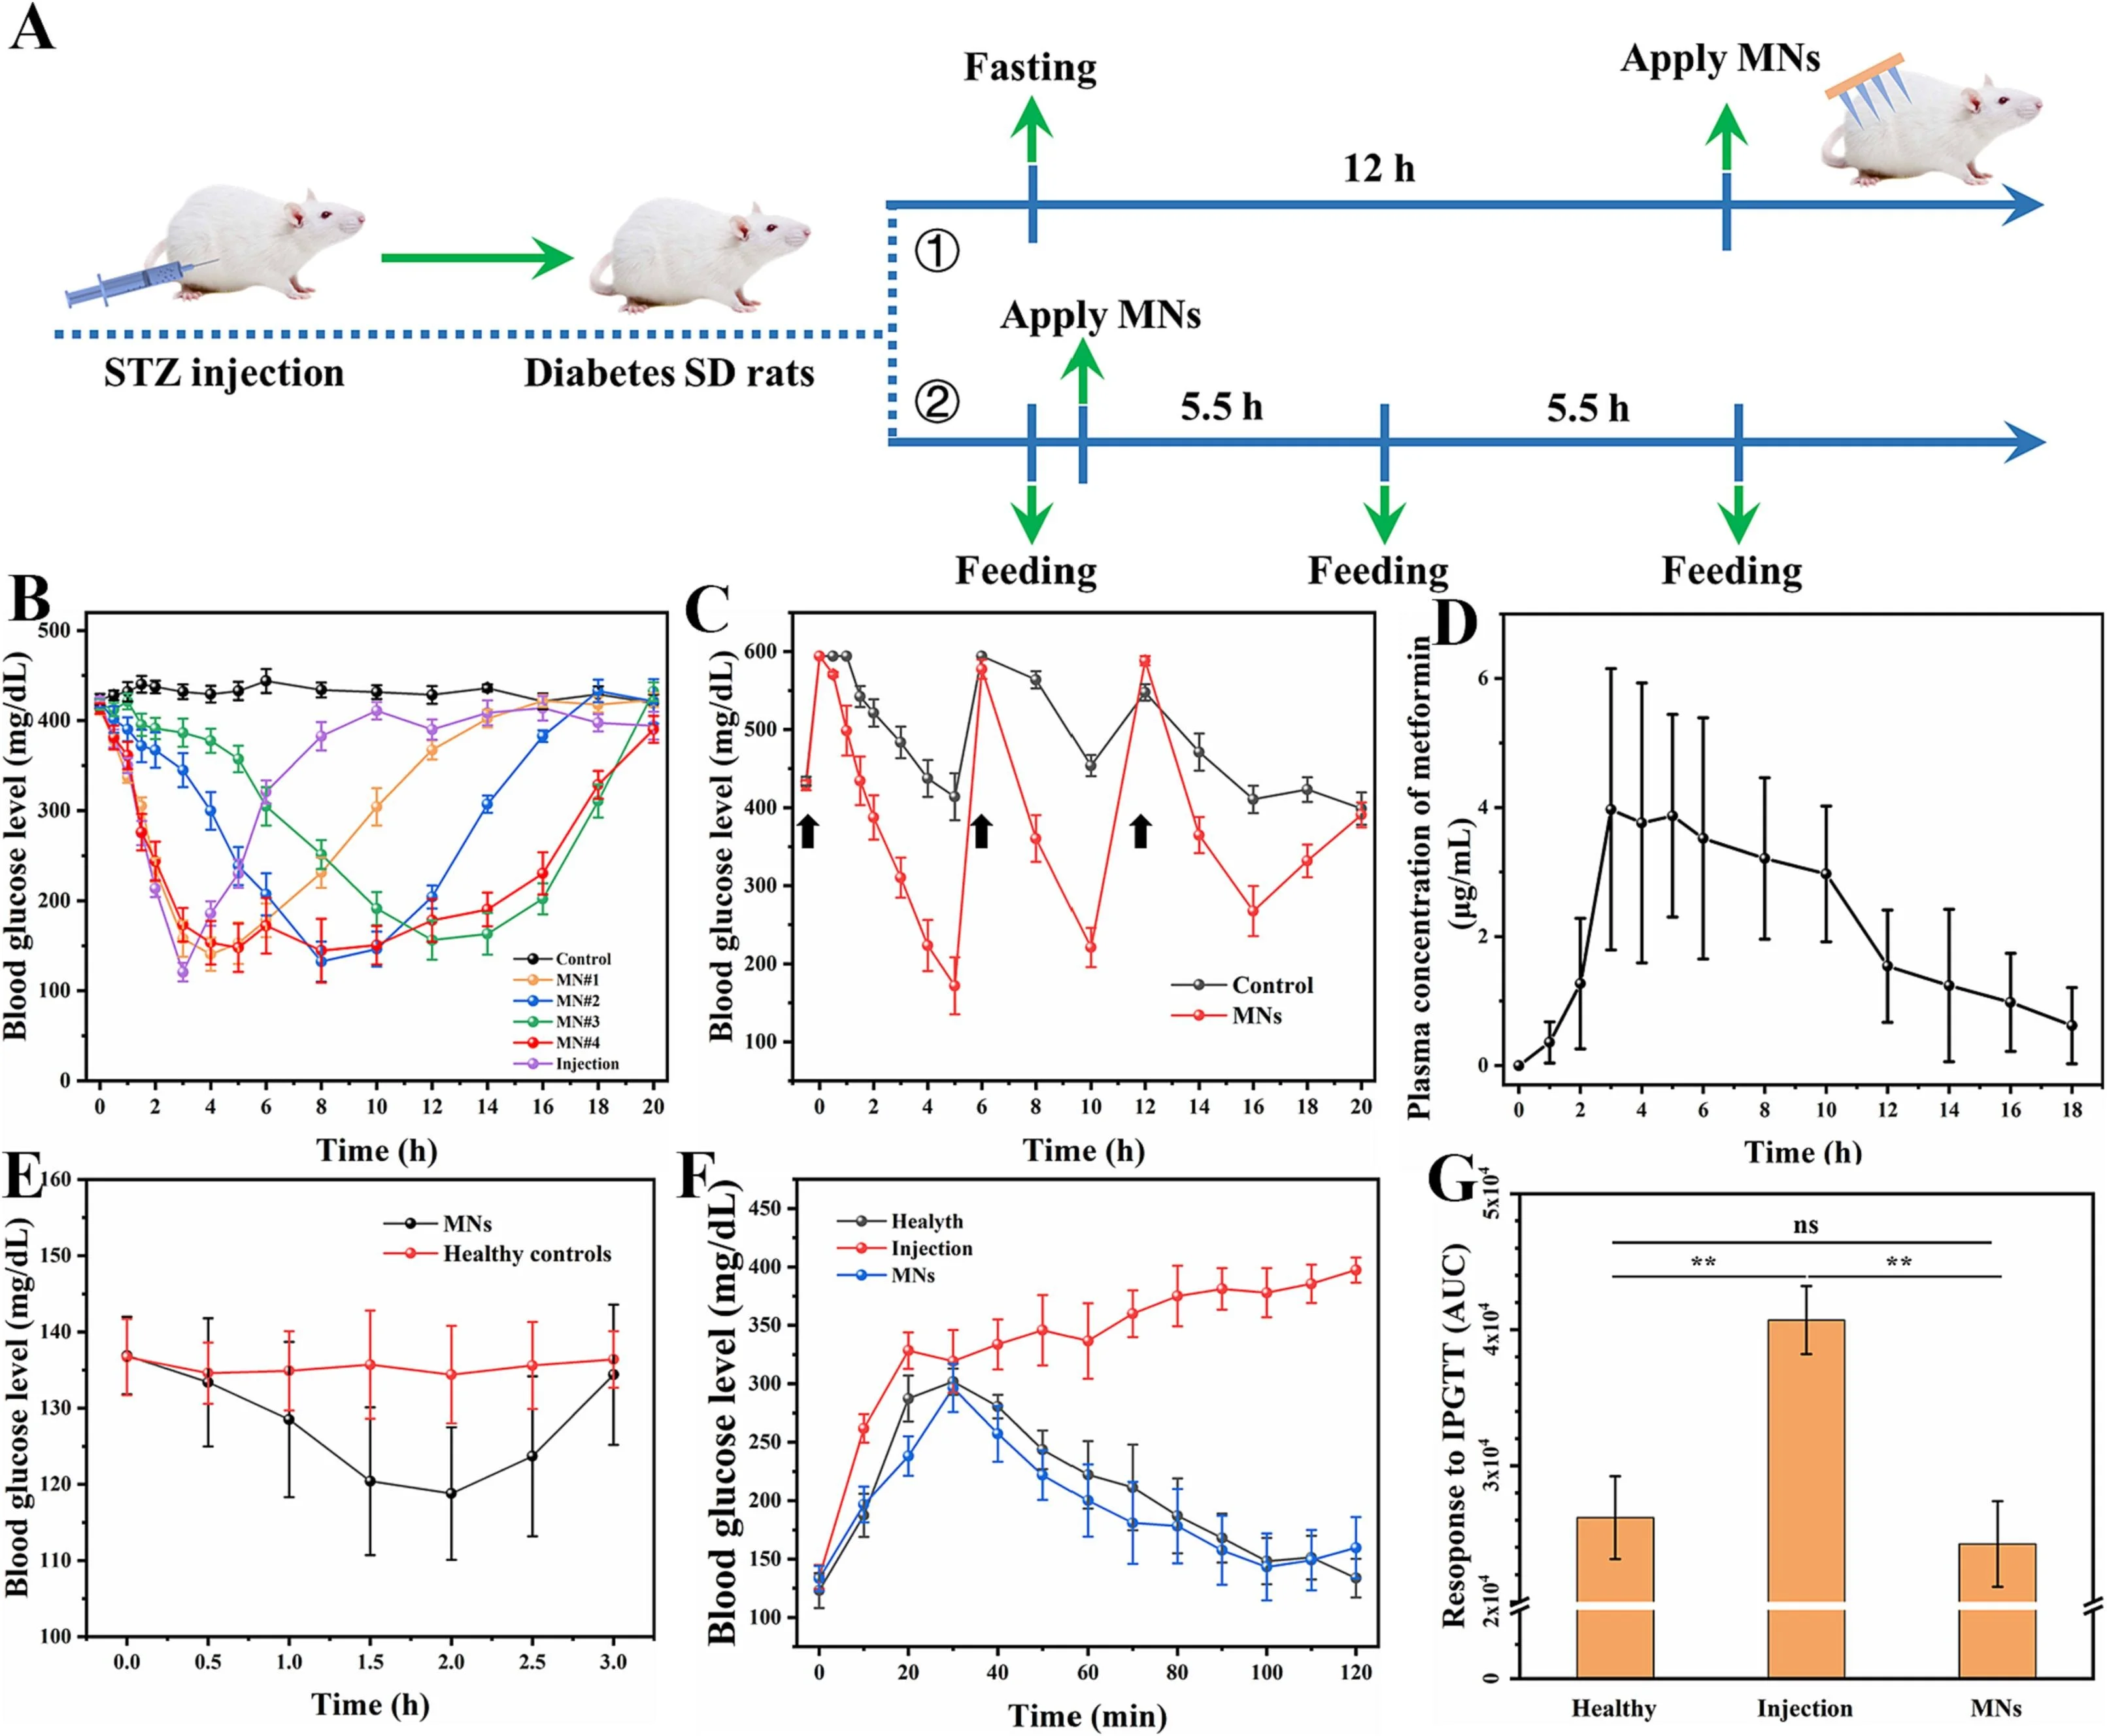 A
Fasting
Apply MNs
12 h
①
STZ injection
Diabetes SD rats
Apply MNs
②
5.5 h
5.5 h
Feeding
Feeding
Feeding
B
Blood glucose level (mg/dL)
500
400
300
200
100
0
Control
MN#1
MN#2
MN#3
MN#4
Injection
0 2 4 6 8 10 12 14 16 18 20
Time (h)
C
Blood glucose level (mg/dL)
600
500
400
300
200
100
Control
MNs
0 2 4 6 8 10 12 14 16 18 20
Time (h)
D
Plasma concentration of metformin
(μg/mL)
6
4
2
0
0 2 4 6 8 10 12 14 16 18
Time (h)
E
Blood glucose level (mg/dL)
160
150
140
130
120
110
100
MNs
Healthy controls
0.0 0.5 1.0 1.5 2.0 2.5 3.0
Time (h)
F
Blood glucose level (mg/dL)
450
400
350
300
250
200
150
100
Healyth
Injection
MNs
0 20 40 60 80 100 120
Time (min)
G
Resoponse to IPGTT (AUC)
5x10⁴
4x10⁴
3x10⁴
2x10⁴
0
ns
** **
Healthy Injection MNs